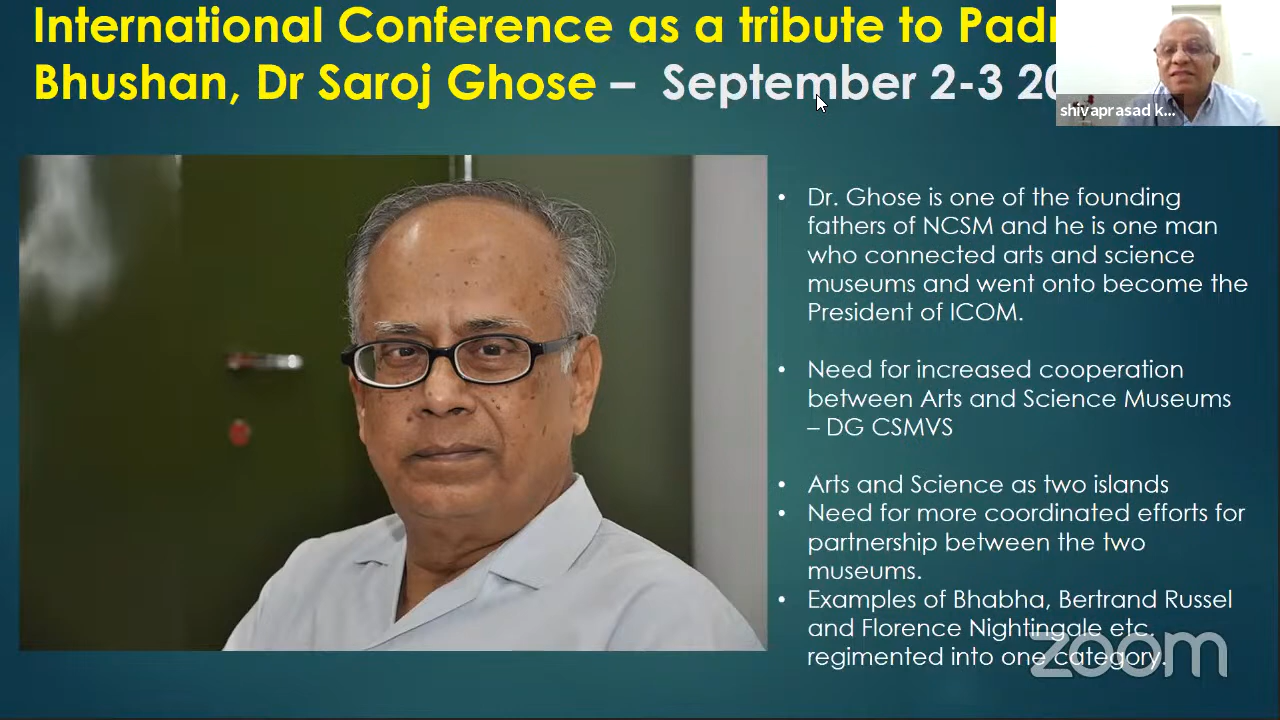 International Conference as a tribute to
Bhushan, Dr Saroj Ghose – September 2-3
shivaprasad k...
• Dr. Ghose is one of the founding
fathers of NCSM and he is one man
who connected arts and science
museums and went onto become the
President of ICOM.
• Need for increased cooperation
between Arts and Science Museums
– DG CSMVS
• Arts and Science as two islands
• Need for more coordinated efforts for
partnership between the two
museums.
• Examples of Bhabha, Bertrand Russel
and Florence Nightingale etc.
regimented into one category.
zoom